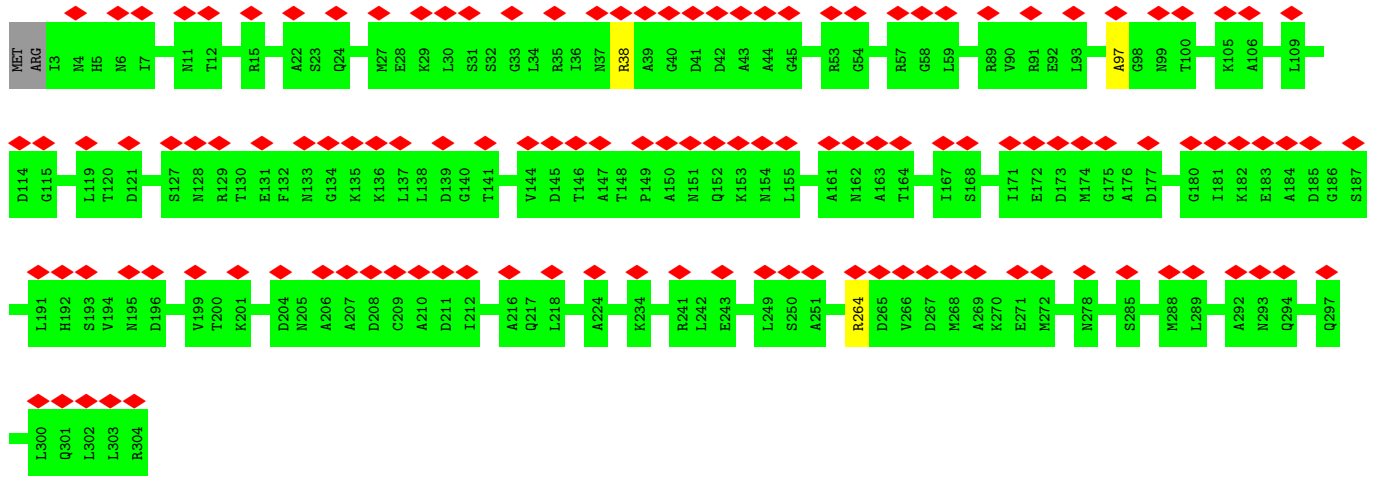 MET ARG I3 N4 H5 N6 I7 N11 T12 R15 A22 S23 Q24 M27 E28 K29 L30 S31 S32 G33 L34 R35 I36 N37 R38 A39 G40 D41 D42 A43 A44 G45 R53 G54 R57 G58 L59 R89 V90 R91 E92 L93 A97 G98 N99 T100 K105 A106 L109
D114 G115 L119 T120 D121 S127 N128 R129 T130 E131 F132 N133 G134 K135 K136 L137 L138 D139 G140 T141 V144 D145 T146 A147 T148 P149 A150 N151 Q152 K153 N154 L155 A161 N162 A163 T164 I167 S168 I171 E172 D173 M174 G175 A176 D177 G180 I181 K182 E183 A184 D185 G186 S187
L191 H192 S193 V194 N195 D196 V199 T200 K201 D204 N205 A206 A207 D208 C209 A210 D211 I212 A216 Q217 L218 A224 K234 R241 L242 E243 L249 S250 A251 R264 D265 V266 D267 M268 A269 K270 E271 M272 N278 S285 M288 L289 A292 N293 Q294 Q297
L300 Q301 L302 L303 R304